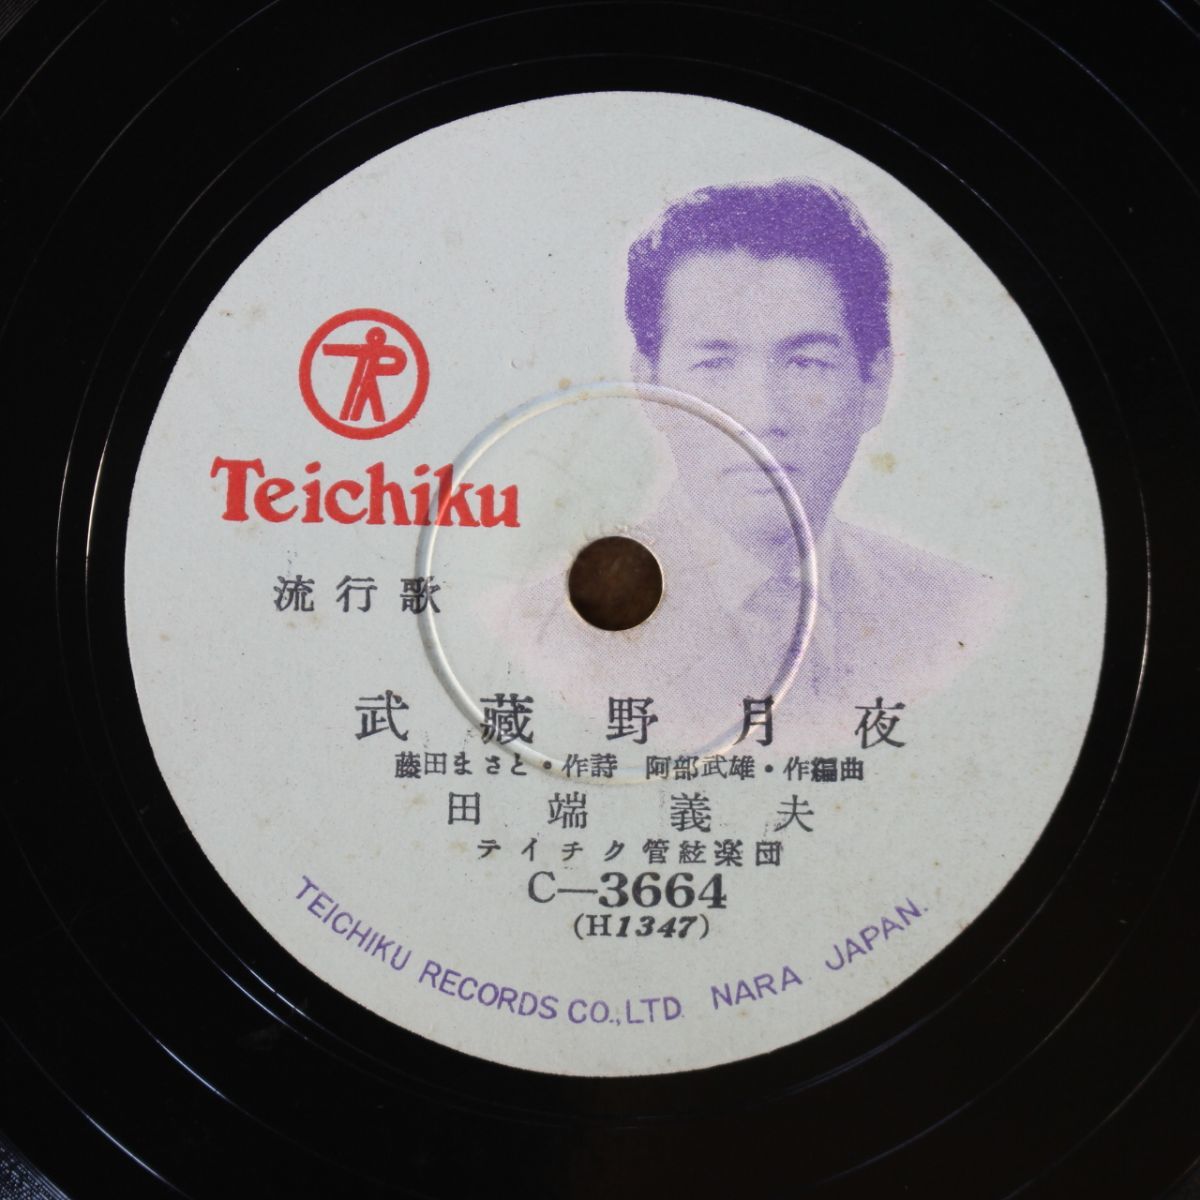 Teichiku
流行歌
武藏野月夜
藤田まさと・作詩 阿部武雄・作編曲
田端義夫
テイチク管絃楽団
C—3664
(H1347)
TEICHIKU RECORDS CO.,LTD. NARA JAPAN.